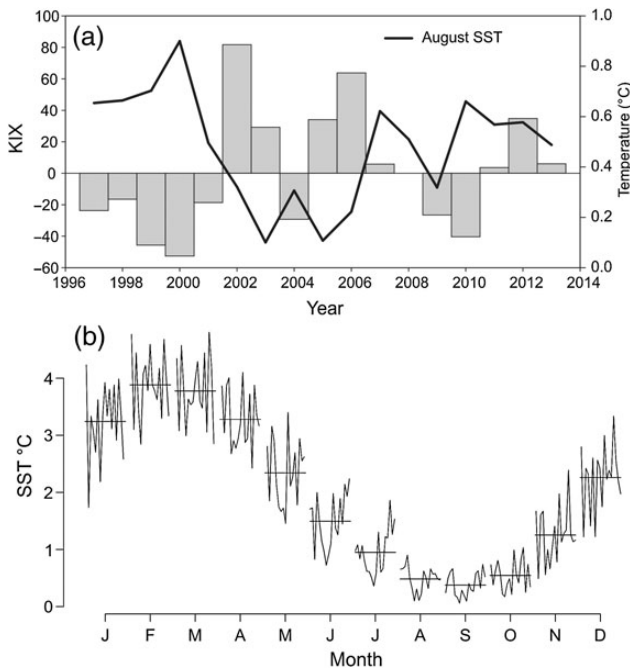 (a)
August SST
KIX
100
80
60
40
20
0
−20
−40
−60
1.0
0.8
0.6
0.4
0.2
0.0
Temperature (°C)
1996 1998 2000 2002 2004 2006 2008 2010 2012 2014
Year
(b)
SST °C
4
3
2
1
0
J F M A M J J A S O N D
Month